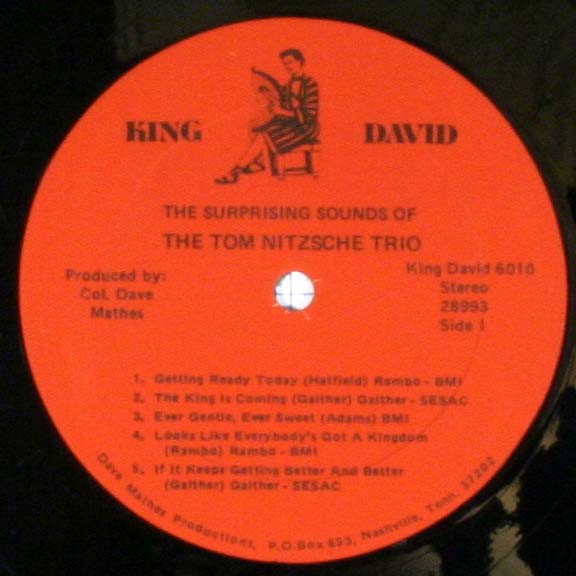 KING DAVID
THE SURPRISING SOUNDS OF
THE TOM NITZSCHE TRIO
Produced by:
Col. Dave
Mathes
King David 6010
Stereo
28993
Side 1
1. Getting Ready Today (Hatfield) Rambo - BMI
2. The King Is Coming (Gaither) Gaither - SESAC
3. Ever Gentle, Ever Sweet (Adams) BMI
4. Looks Like Everybody's Got A Kingdom
(Rambo) Rambo - BMI
5. If It Keeps Getting Better And Better
(Gaither) Gaither - SESAC
Dave Mathes Productions, P.O.Box 653, Nashville, Tenn. 37202